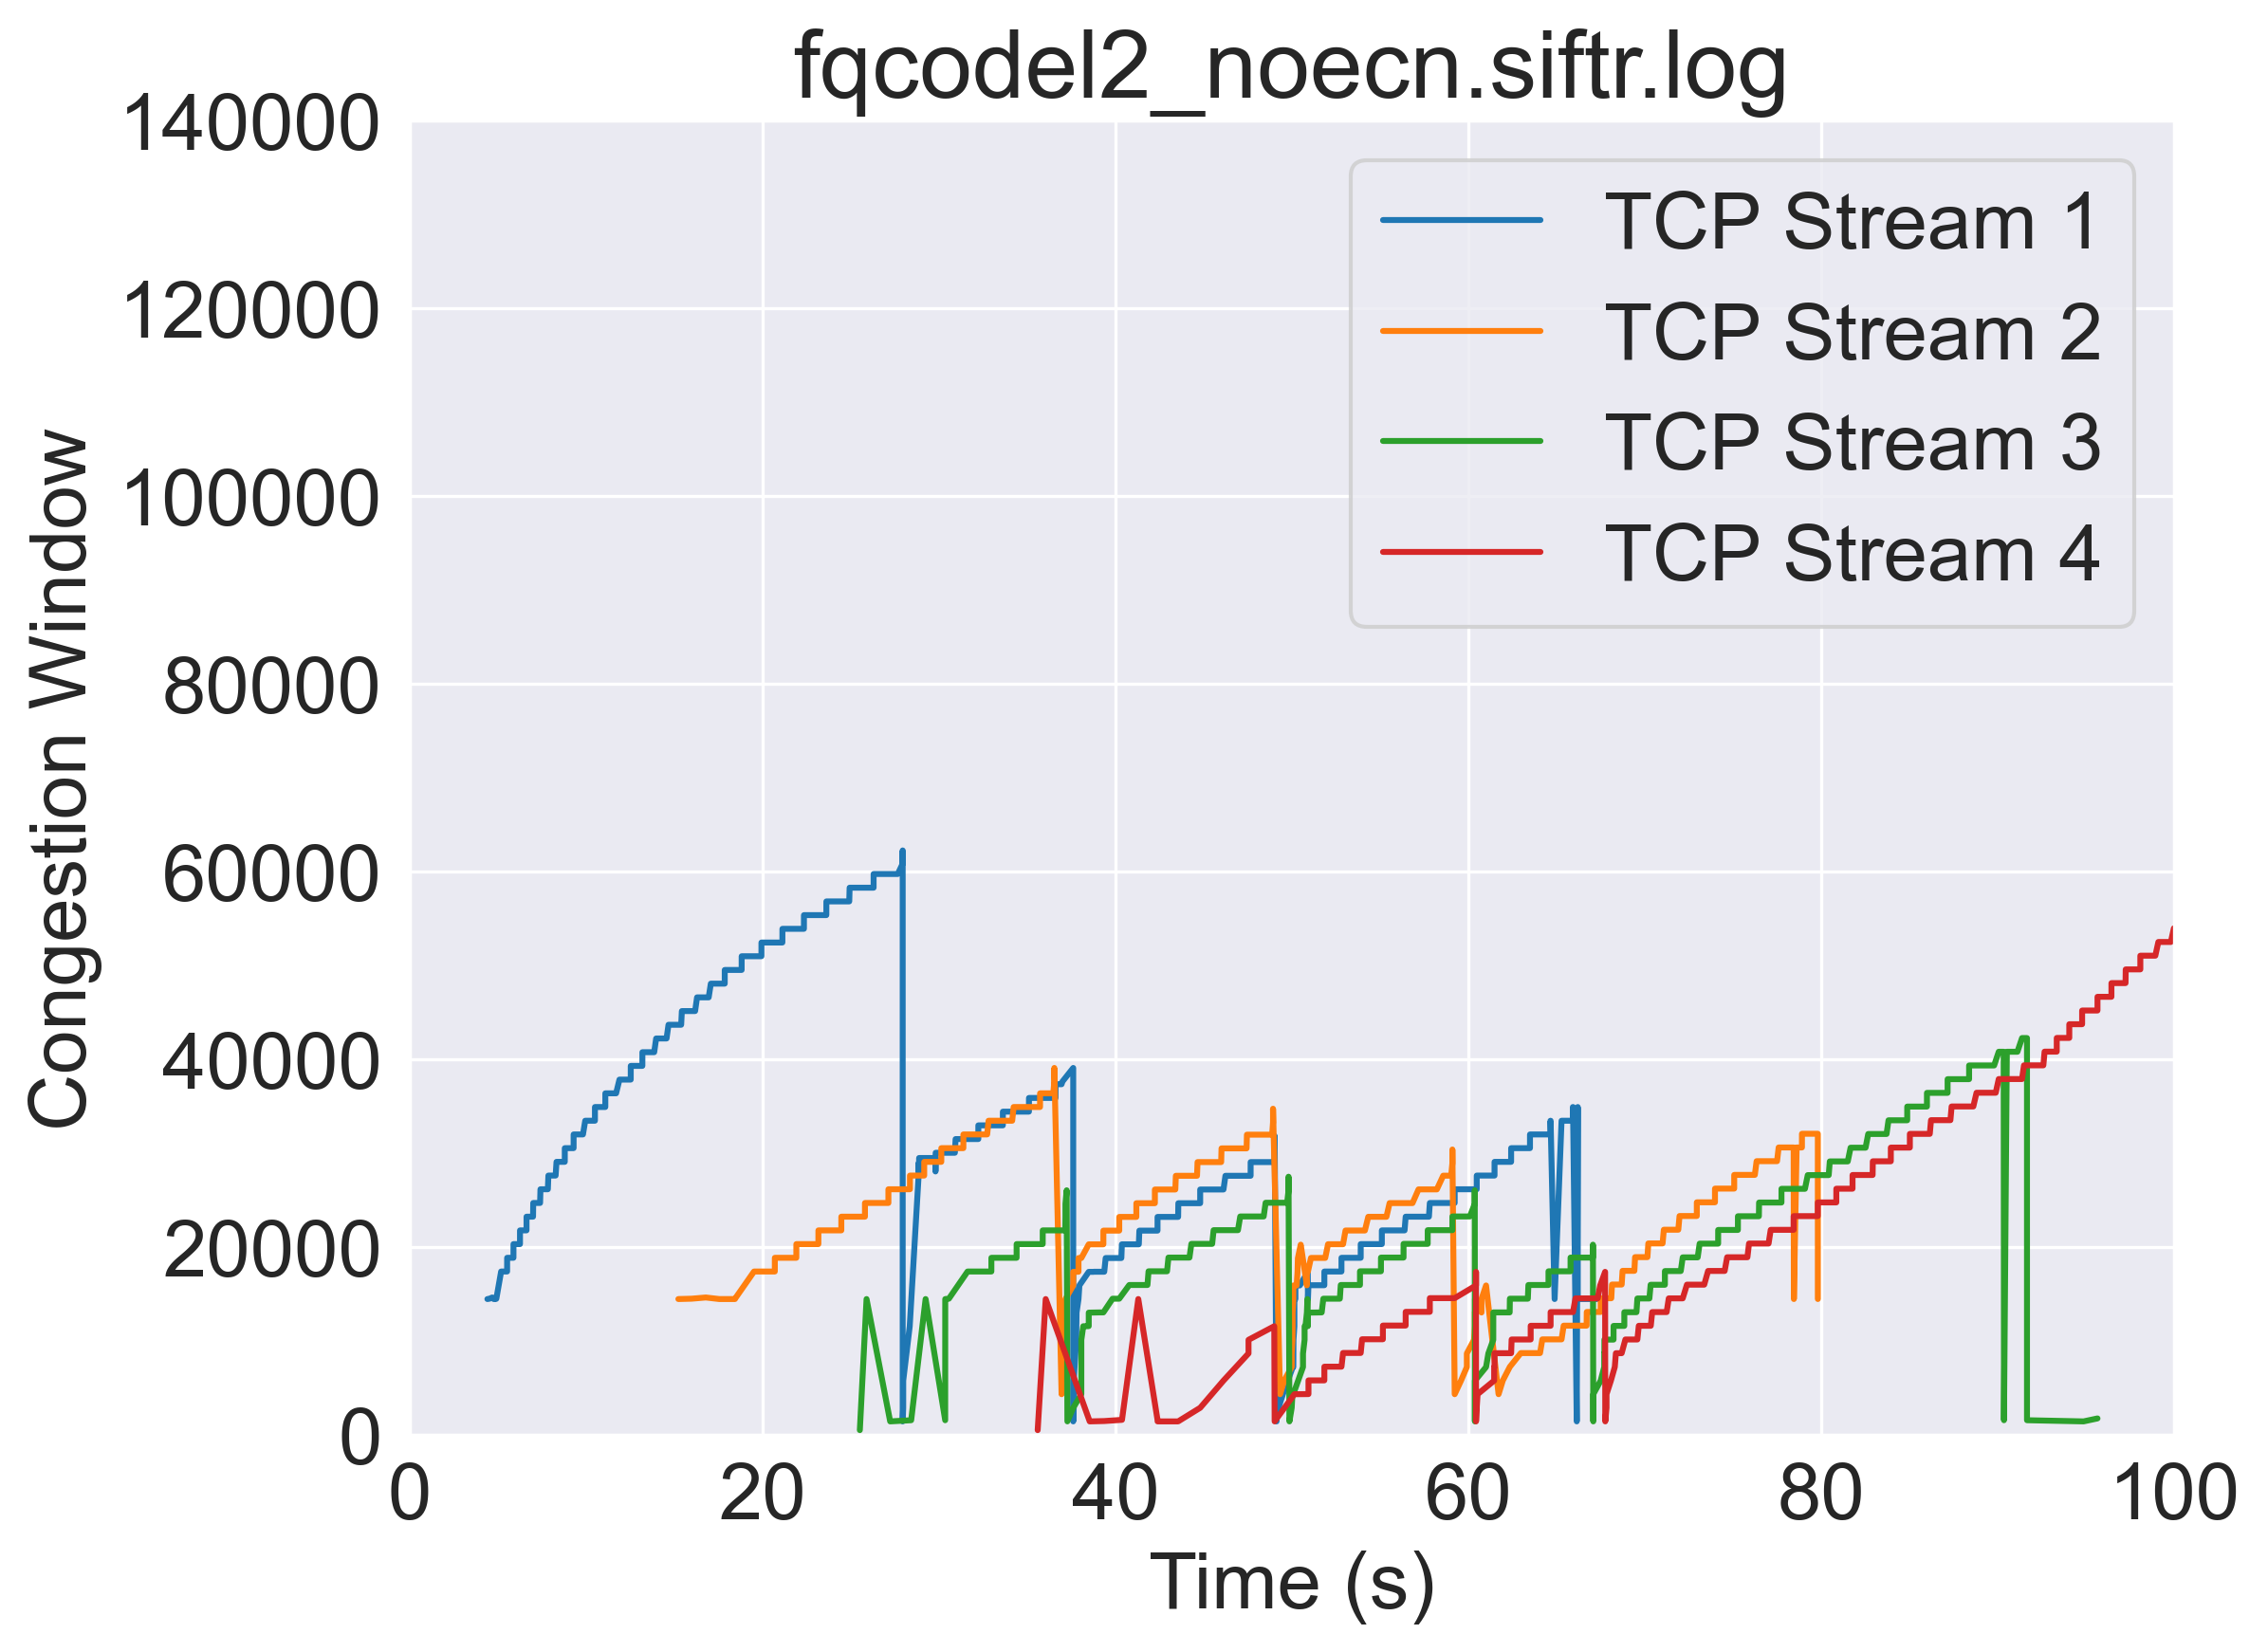 fqcodel2_noecn.siftr.log
Congestion Window
140000
120000
100000
80000
60000
40000
20000
0
TCP Stream 1
TCP Stream 2
TCP Stream 3
TCP Stream 4
0 20 40 60 80 100
Time (s)